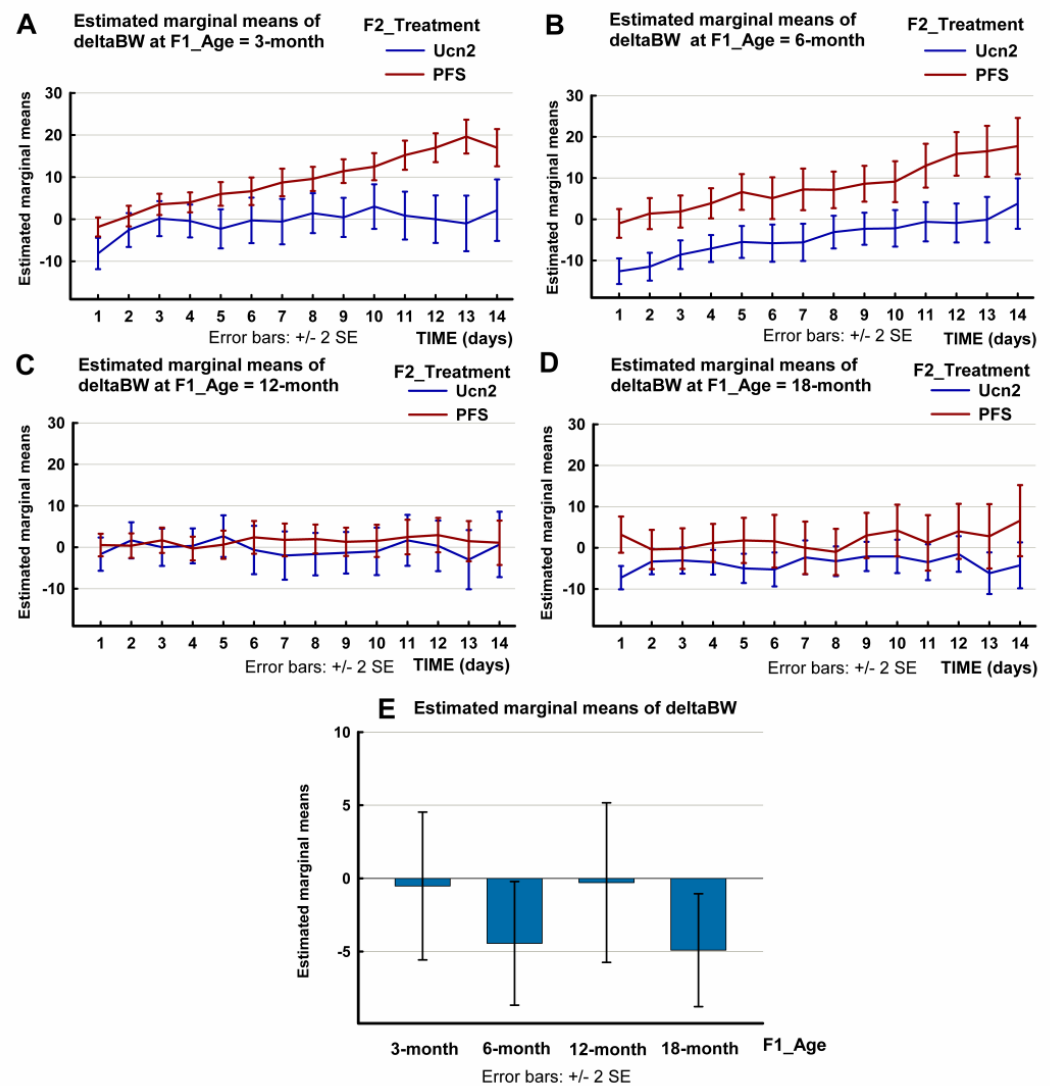 A
Estimated marginal means of
deltaBW at F1_Age = 3-month
F2_Treatment
Ucn2
PFS
Estimated marginal means
30
20
10
0
-10
1 2 3 4 5 6 7 8 9 10 11 12 13 14
Error bars: +/- 2 SE
TIME (days)
B
Estimated marginal means of
deltaBW at F1_Age = 6-month
F2_Treatment
Ucn2
PFS
Estimated marginal means
30
20
10
0
-10
1 2 3 4 5 6 7 8 9 10 11 12 13 14
Error bars: +/- 2 SE
TIME (days)
C
Estimated marginal means of
deltaBW at F1_Age = 12-month
F2_Treatment
Ucn2
PFS
Estimated marginal means
30
20
10
0
-10
1 2 3 4 5 6 7 8 9 10 11 12 13 14
Error bars: +/- 2 SE
TIME (days)
D
Estimated marginal means of
deltaBW at F1_Age = 18-month
F2_Treatment
Ucn2
PFS
Estimated marginal means
30
20
10
0
-10
1 2 3 4 5 6 7 8 9 10 11 12 13 14
Error bars: +/- 2 SE
TIME (days)
E
Estimated marginal means of deltaBW
Estimated marginal means
10
5
0
-5
3-month 6-month 12-month 18-month
F1_Age
Error bars: +/- 2 SE